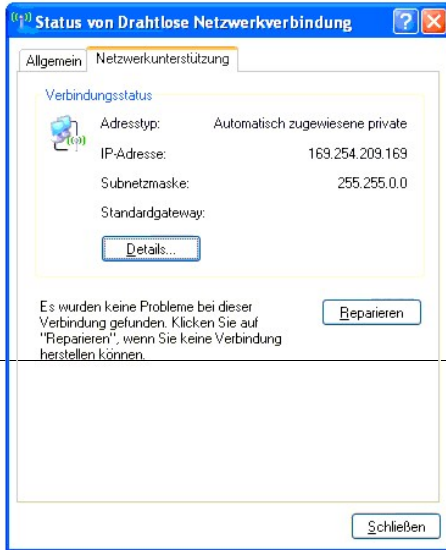 Status von Drahtlose Netzwerkverbindung
Allgemein
Netzwerkunterstützung
Verbindungsstatus
Adresstyp: Automatisch zugewiesene private
IP-Adresse: 169.254.209.169
Subnetzmaske: 255.255.0.0
Standardgateway:
Details...
Es wurden keine Probleme bei dieser
Verbindung gefunden. Klicken Sie auf
"Reparieren", wenn Sie keine Verbindung
herstellen können.
Reparieren
Schließen